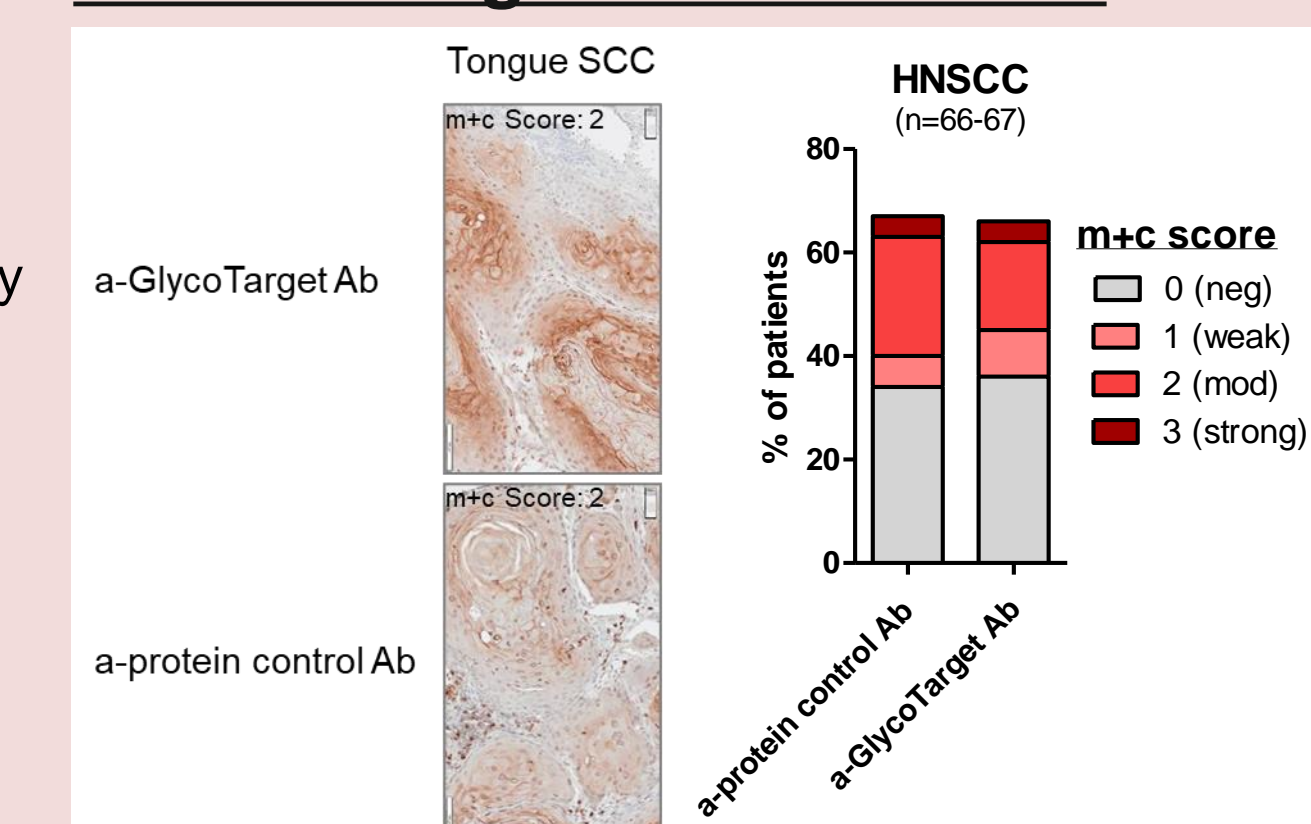 Tongue SCC
m+c Score: 2
a-GlycoTarget Ab
m+c Score: 2
a-protein control Ab
HNSCC
(n=66-67)
% of patients
80
60
40
20
0
a-protein control Ab
a-GlycoTarget Ab
m+c score
0 (neg)
1 (weak)
2 (mod)
3 (strong)
y